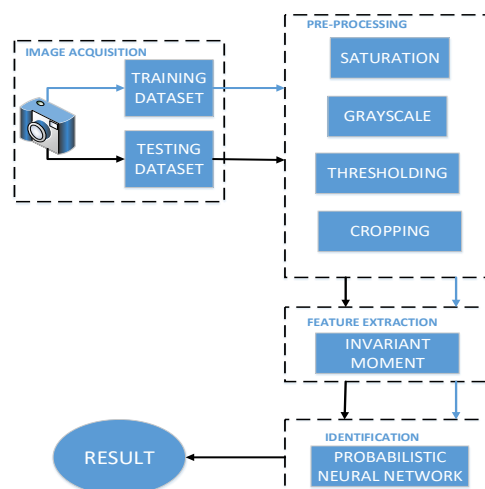 IMAGE ACQUISITION
TRAINING
DATASET
TESTING
DATASET
PRE-PROCESSING
SATURATION
GRAYSCALE
THRESHOLDING
CROPPING
FEATURE EXTRACTION
INVARIANT
MOMENT
IDENTIFICATION
PROBABILISTIC
NEURAL NETWORK
RESULT